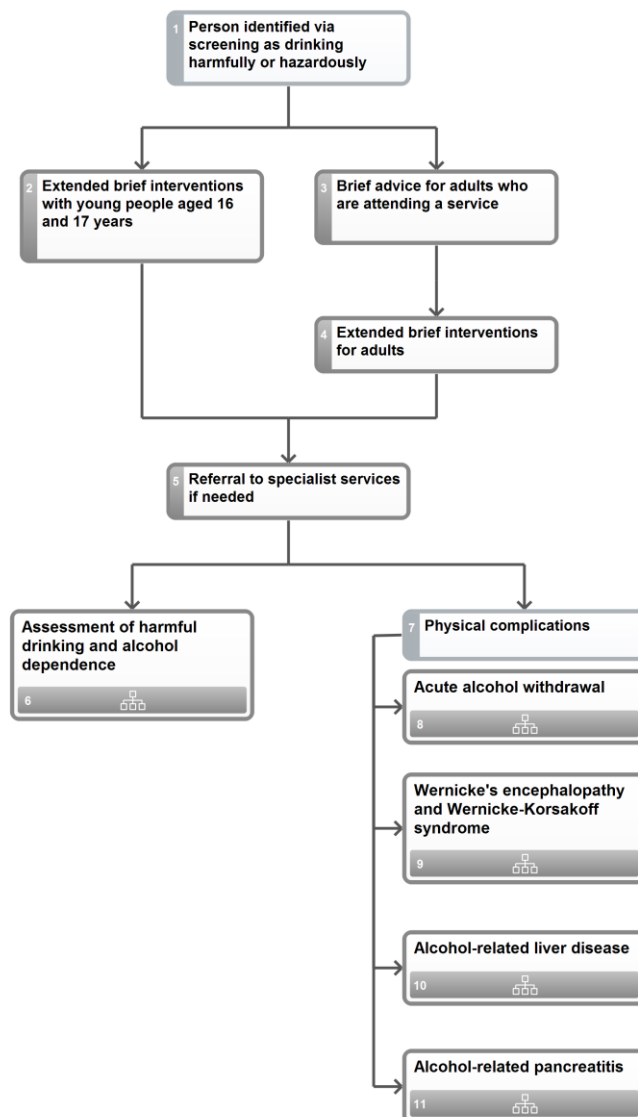 1
Person identified via
screening as drinking
harmfully or hazardously
2
Extended brief interventions
with young people aged 16
and 17 years
3
Brief advice for adults who
are attending a service
4
Extended brief interventions
for adults
5
Referral to specialist services
if needed
Assessment of harmful
drinking and alcohol
dependence
6
7
Physical complications
Acute alcohol withdrawal
8
Wernicke's encephalopathy
and Wernicke-Korsakoff
syndrome
9
Alcohol-related liver disease
10
Alcohol-related pancreatitis
11